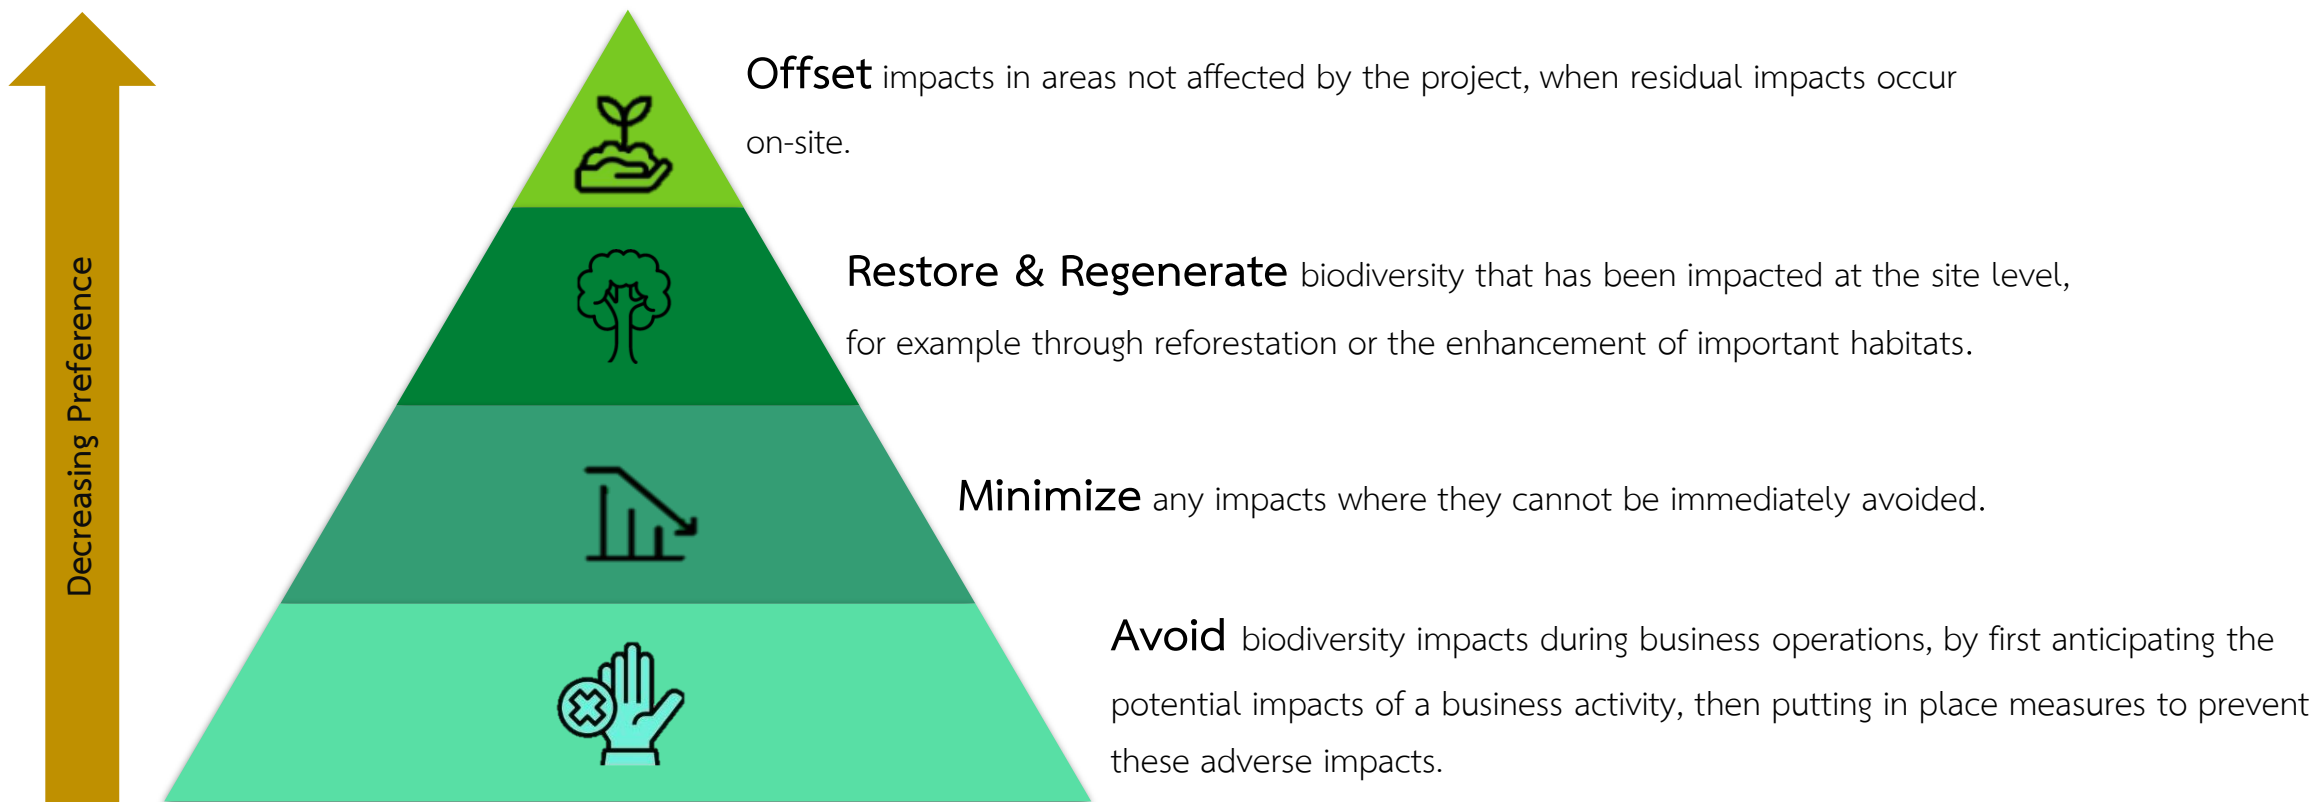 Offset impacts in areas not affected by the project, when residual impacts occur
on-site.
Restore & Regenerate biodiversity that has been impacted at the site level,
for example through reforestation or the enhancement of important habitats.
Decreasing Preference
Minimize any impacts where they cannot be immediately avoided.
Avoid biodiversity impacts during business operations, by first anticipating the
potential impacts of a business activity, then putting in place measures to prevent
these adverse impacts.